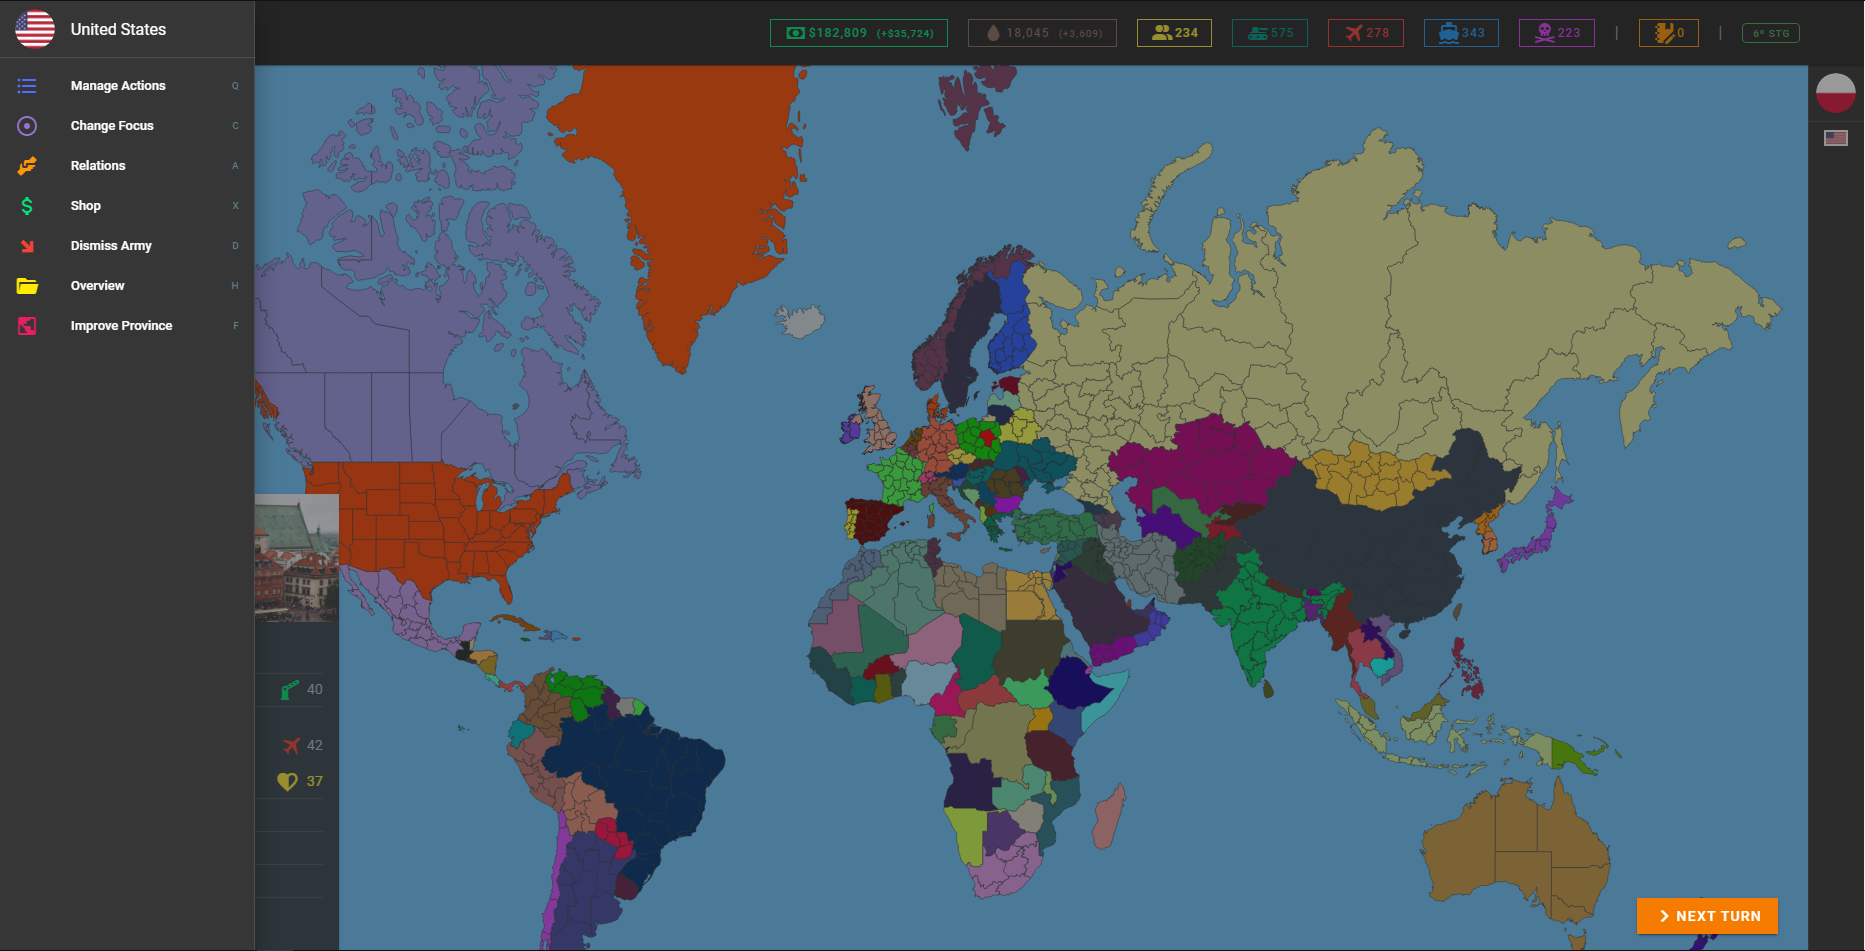 United States
$182,809 (+$35,724)
18,045 (+3,609)
234
575
278
343
223
|
0
|
6º STG
Manage Actions Q
Change Focus C
Relations A
Shop X
Dismiss Army D
Overview H
Improve Province F
40
42
37
NEXT TURN